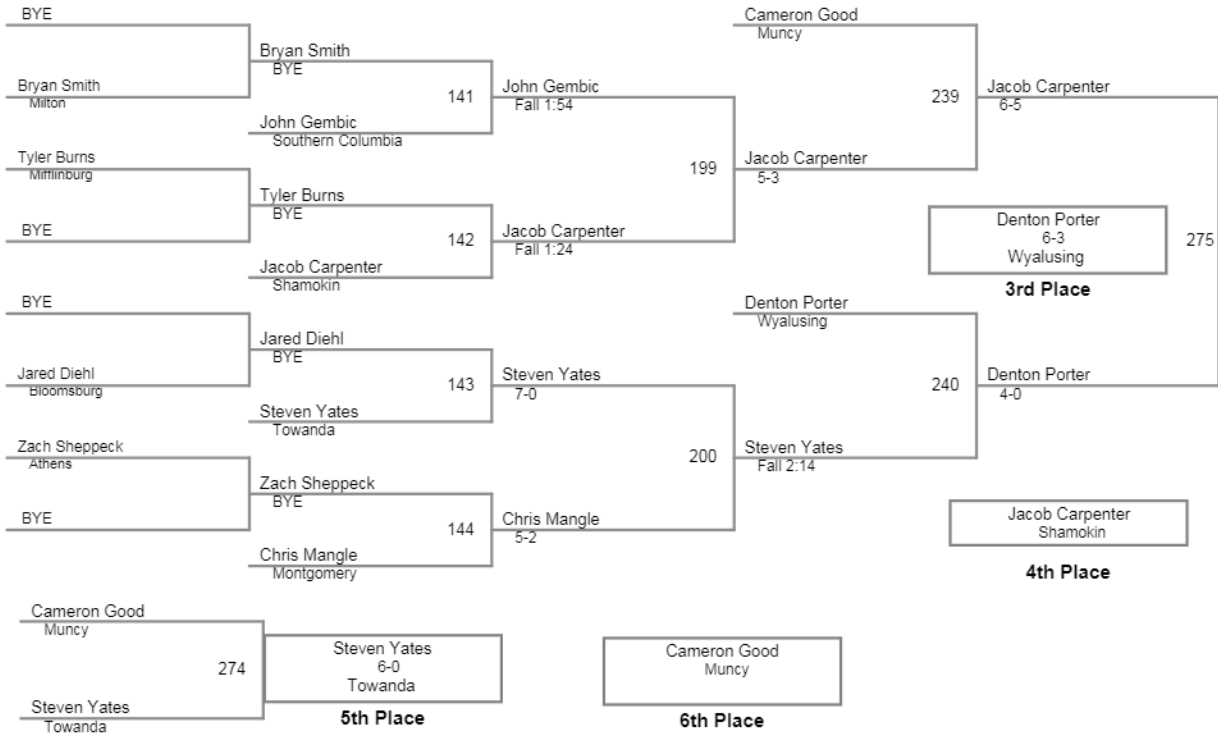 BYE
Bryan Smith
Milton
Tyler Burns
Mifflinburg
BYE
BYE
Jared Diehl
Bloomsburg
Zach Sheppeck
Athens
BYE
Bryan Smith
BYE
141
John Gembic
Southern Columbia
Tyler Burns
BYE
142
Jacob Carpenter
Shamokin
Jared Diehl
BYE
143
Steven Yates
Towanda
Zach Sheppeck
BYE
144
Chris Mangle
Montgomery
John Gembic
Fall 1:54
199
Jacob Carpenter
Fall 1:24
Steven Yates
7-0
200
Chris Mangle
5-2
Cameron Good
Muncy
239
Jacob Carpenter
5-3
Denton Porter
Wyalusing
240
Steven Yates
Fall 2:14
Jacob Carpenter
6-5
Denton Porter
6-3
Wyalusing
275
3rd Place
Denton Porter
4-0
Jacob Carpenter
Shamokin
4th Place
Cameron Good
Muncy
274
Steven Yates
Towanda
Steven Yates
6-0
Towanda
5th Place
Cameron Good
Muncy
6th Place